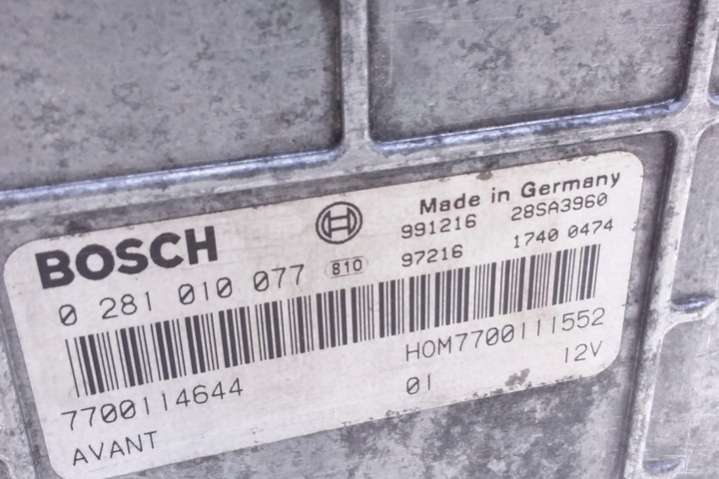 BOSCH
Made in Germany
0 281 010 077
810
991216 28SA3960
97216 1740 0474
7700114644
HOM7700111552
AVANT
01 12V